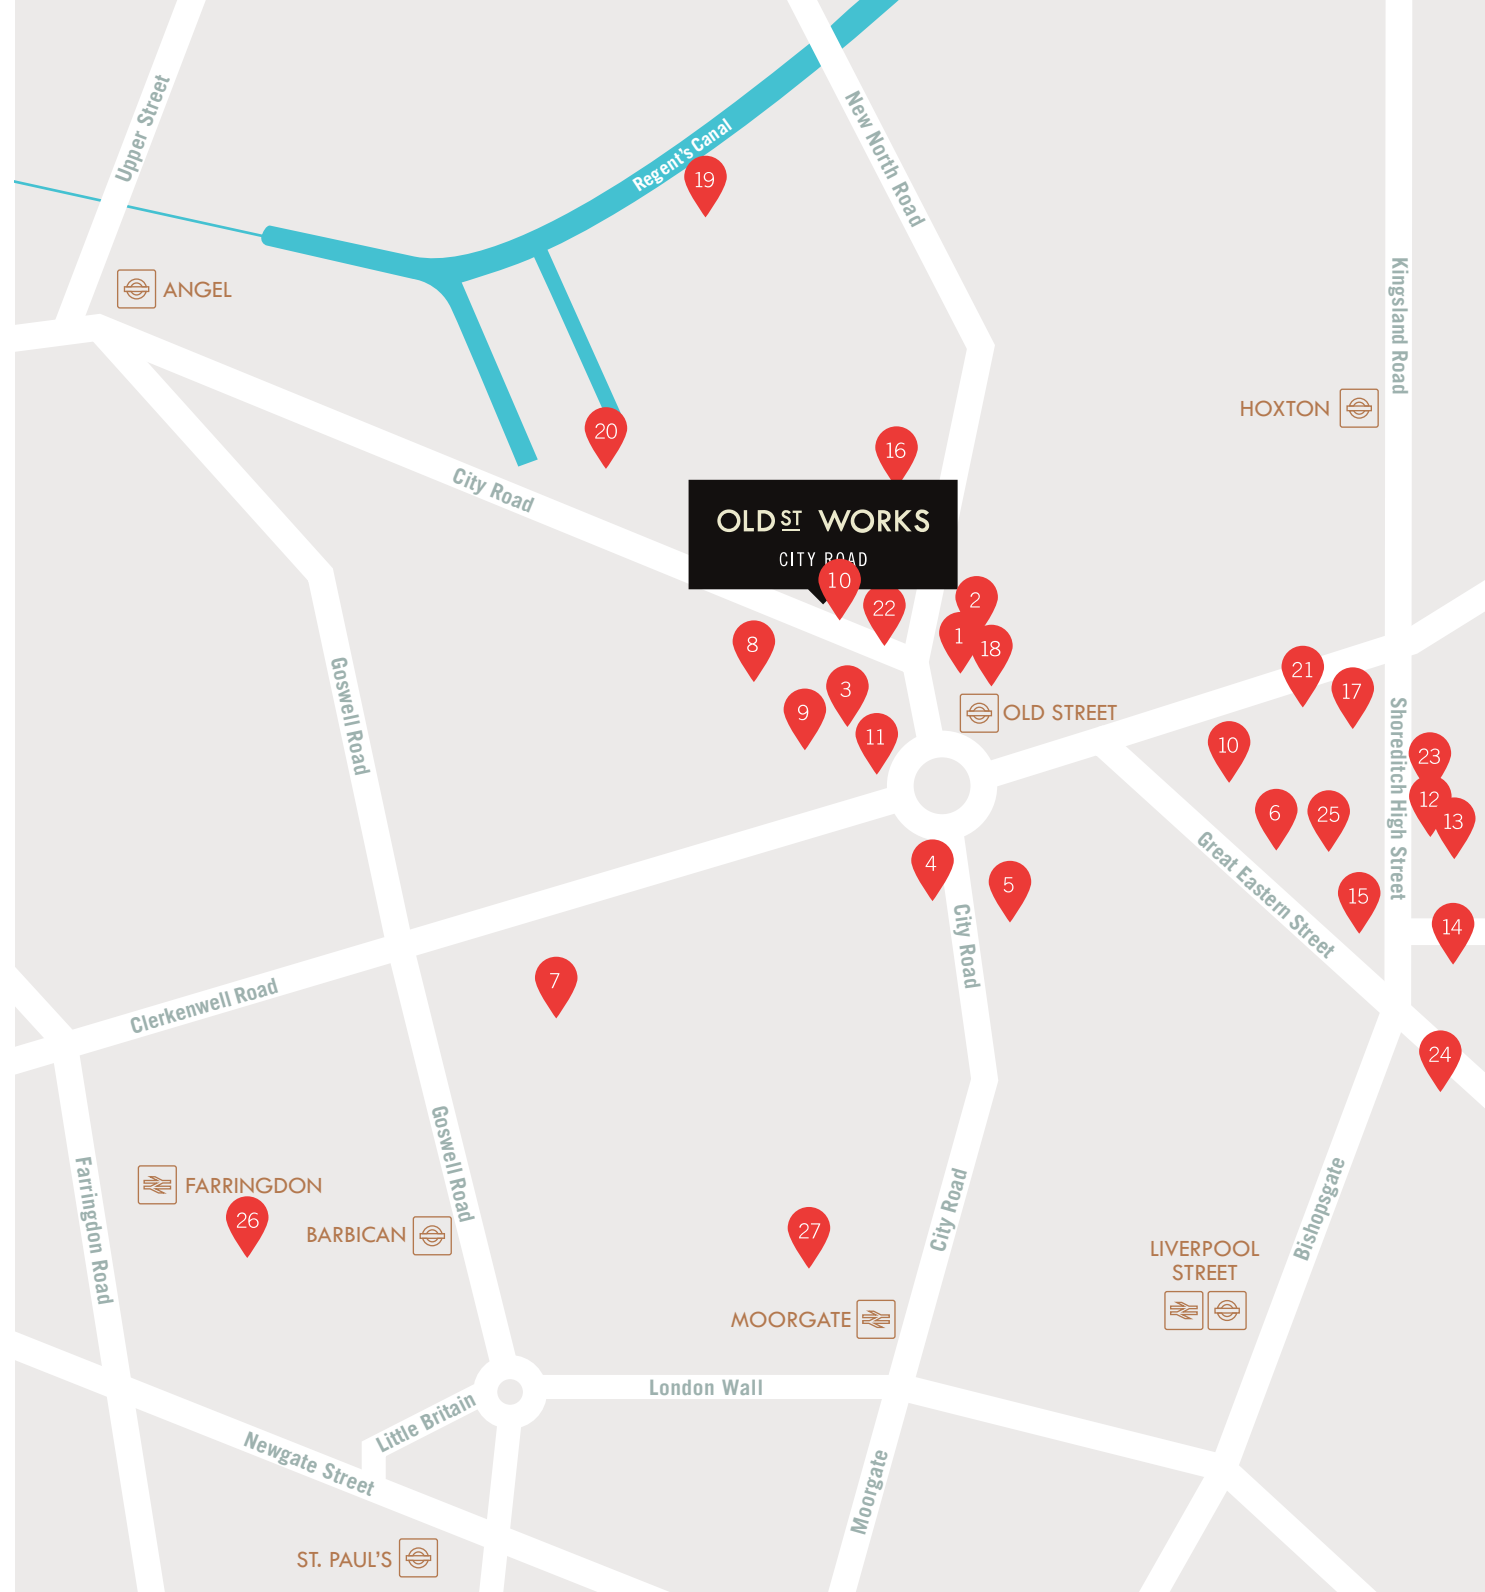 Upper Street
Regent's Canal
New North Road
19
ANGEL
Kingsland Road
HOXTON
20
City Road
16
OLD ST WORKS
CITY ROAD
10
22
2
1
18
8
3
9
11
OLD STREET
Goswell Road
21
17
10
Shoreditch High Street
23
12
13
6
25
4
5
Great Eastern Street
15
14
City Road
7
Clerkenwell Road
24
Goswell Road
Farringdon Road
FARRINGDON
26
BARBICAN
27
City Road
Bishopsgate
LIVERPOOL
STREET
MOORGATE
London Wall
Little Britain
Newgate Street
Moorgate
ST. PAUL'S